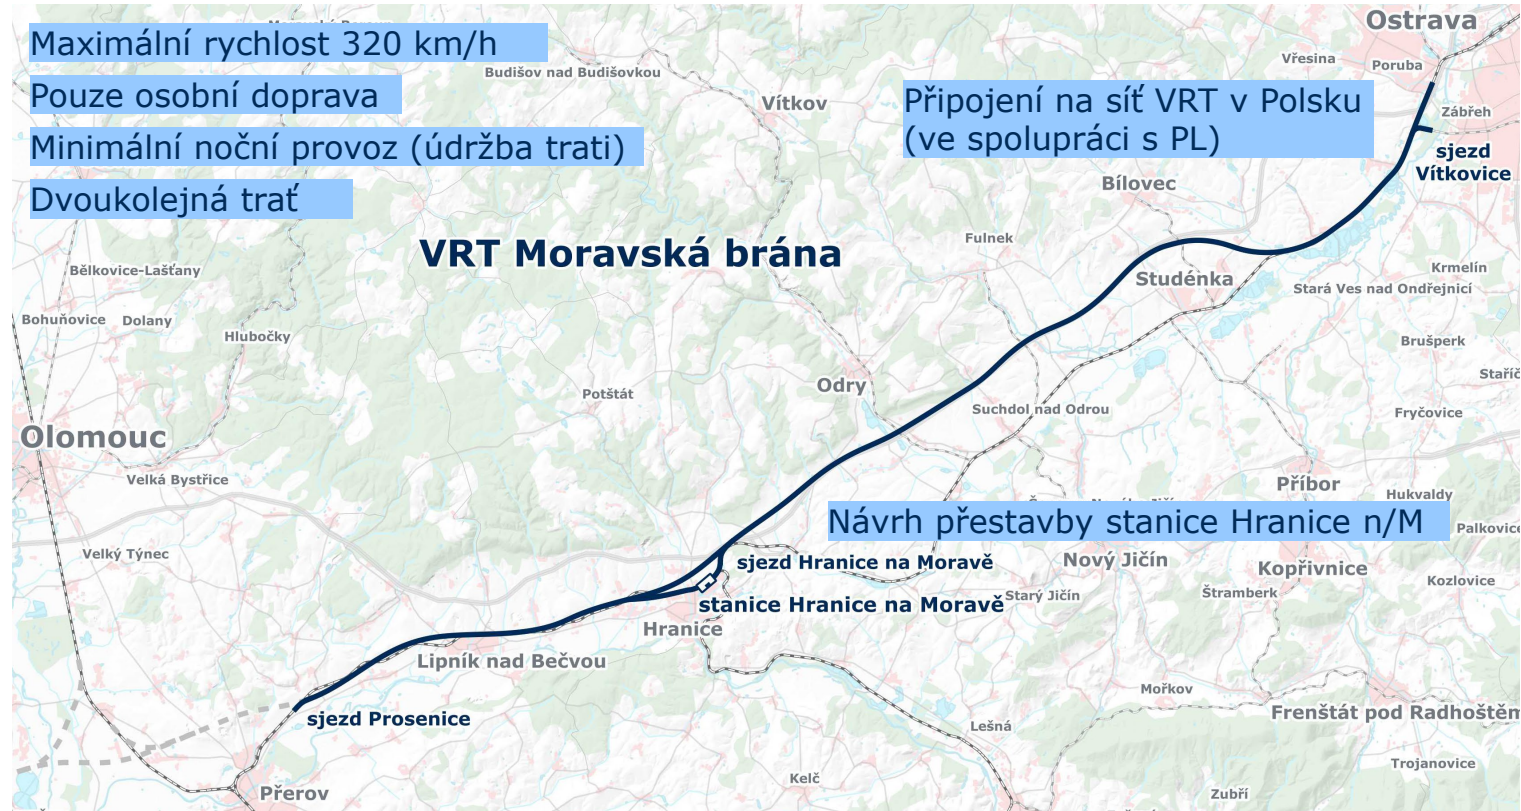 Ostrava
Maximální rychlost 320 km/h
Vřesina
Poruba
Budišov nad Budišovkou
Pouze osobní doprava
Vítkov
Připojení na síť VRT v Polsku
(ve spolupráci s PL)
Zábřeh
Minimální noční provoz (údržba trati)
sjezd
Vítkovice
Bílovec
Dvoukolejná trať
VRT Moravská brána
Fulnek
Bělkovice-Lašťany
Krmelín
Studénka
Stará Ves nad Ondřejnicí
Bohuňovice
Dolany
Hlubočky
Brušperk
Staříč
Odry
Potštát
Suchdol nad Odrou
Fryčovice
Olomouc
Velká Bystřice
Příbor
Hukvaldy
Návrh přestavby stanice Hranice n/M
Palkovice
Velký Týnec
sjezd Hranice na Moravě
Nový Jičín
Kopřivnice
Kozlovice
Starý Jičín
Štramberk
stanice Hranice na Moravě
Hranice
Lipník nad Bečvou
Mořkov
sjezd Prosenice
Frenštát pod Radhoštěm
Lešná
Trojanovice
Kelč
Přerov
Zubří